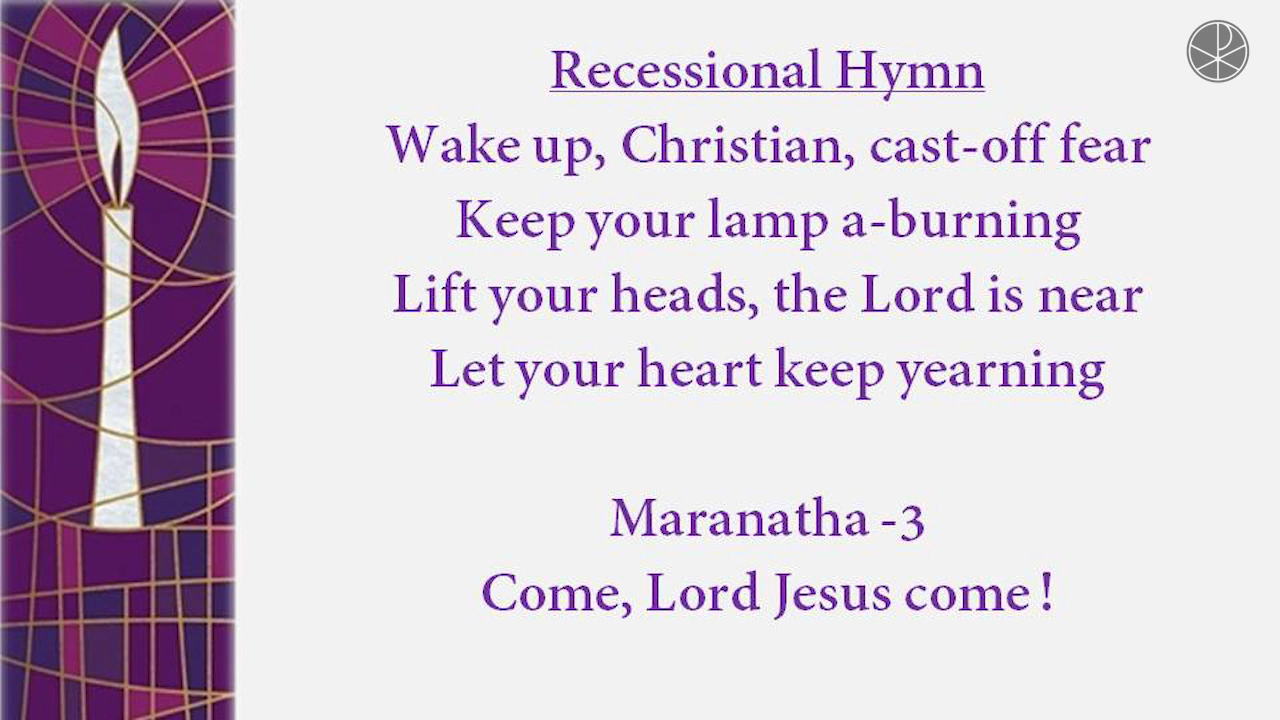 Recessional Hymn
Wake up, Christian, cast-off fear
Keep your lamp a-burning
Lift your heads, the Lord is near
Let your heart keep yearning
Maranatha -3
Come, Lord Jesus come !